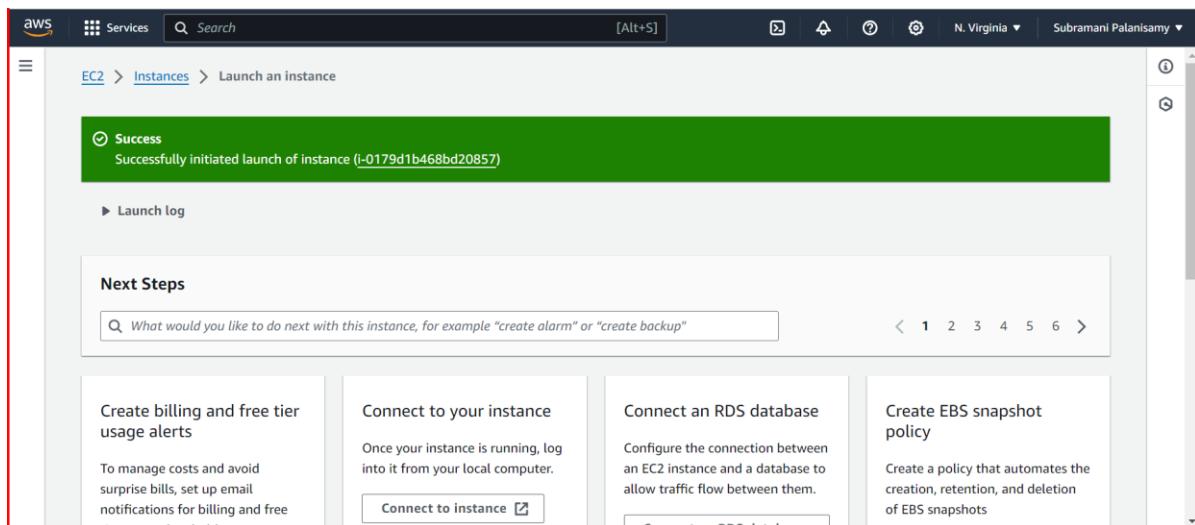 aws
Services
Search
[Alt+S]
N. Virginia
Subramani Palanisamy
EC2 > Instances > Launch an instance
Success
Successfully initiated launch of instance (i-0179d1b468bd20857)
Launch log
Next Steps
What would you like to do next with this instance, for example “create alarm” or “create backup”
1 2 3 4 5 6
Create billing and free tier
usage alerts
To manage costs and avoid
surprise bills, set up email
notifications for billing and free
Connect to your instance
Once your instance is running, log
into it from your local computer.
Connect to instance
Connect an RDS database
Configure the connection between
an EC2 instance and a database to
allow traffic flow between them.
Create EBS snapshot
policy
Create a policy that automates the
creation, retention, and deletion
of EBS snapshots